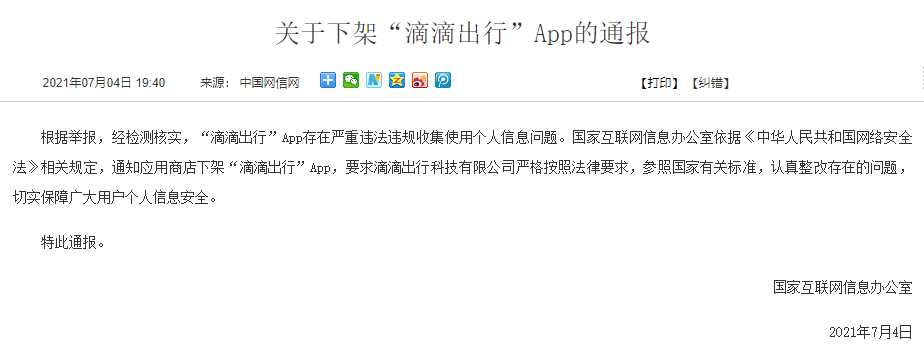 关于下架“滴滴出行”App的通报
2021年07月04日 19:40 来源： 中国网信网 【打印】 【纠错】
根据举报，经检测核实，“滴滴出行”App存在严重违法违规收集使用个人信息问题。国家互联网信息办公室依据《中华人民共和国网络安全
法》相关规定，通知应用商店下架“滴滴出行”App，要求滴滴出行科技有限公司严格按照法律要求，参照国家有关标准，认真整改存在的问题，
切实保障广大用户个人信息安全。
特此通报。
国家互联网信息办公室
2021年7月4日